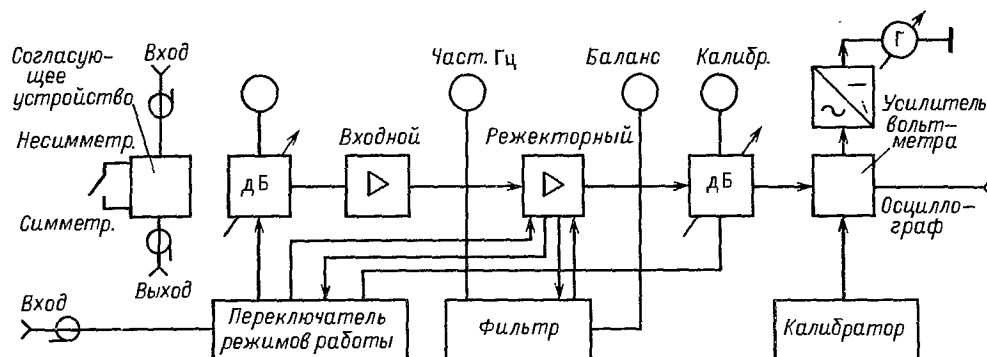 Согласую-
щее
устройство
Вход
Несимметр.
Симметр.
Выход
Вход
дБ
Входной
Част. Гц
Режекторный
Баланс
Калибр.
дБ
Г
Усилитель
вольт-
метра
Осцилло-
граф
Переключатель
режимов работы
Фильтр
Калибратор